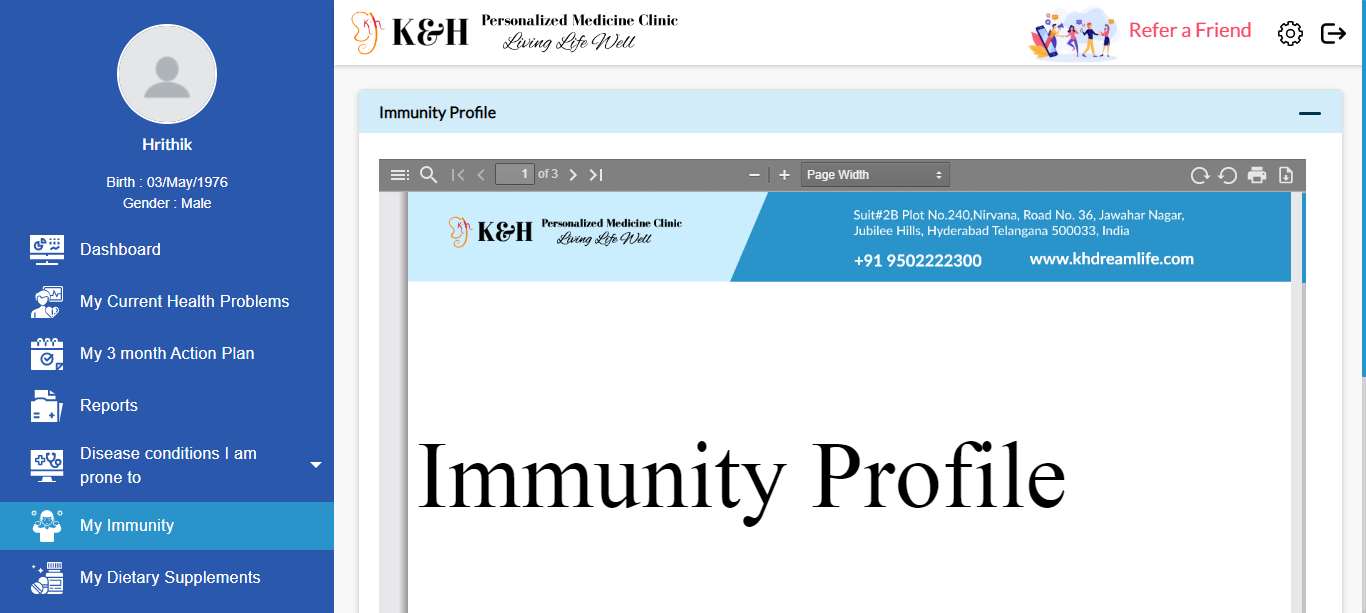 Hrithik
Birth : 03/May/1976
Gender : Male
Dashboard
My Current Health Problems
My 3 month Action Plan
Reports
Disease conditions I am
prone to
My Immunity
My Dietary Supplements
K&H
Personalized Medicine Clinic
Living Life Well
Refer a Friend
Immunity Profile
1 of 3
Page Width
K&H
Personalized Medicine Clinic
Living Life Well
Suit#2B Plot No.240,Nirvana, Road No. 36, Jawahar Nagar,
Jubilee Hills, Hyderabad Telangana 500033, India
+91 9502222300 www.khdreamlife.com
Immunity Profile